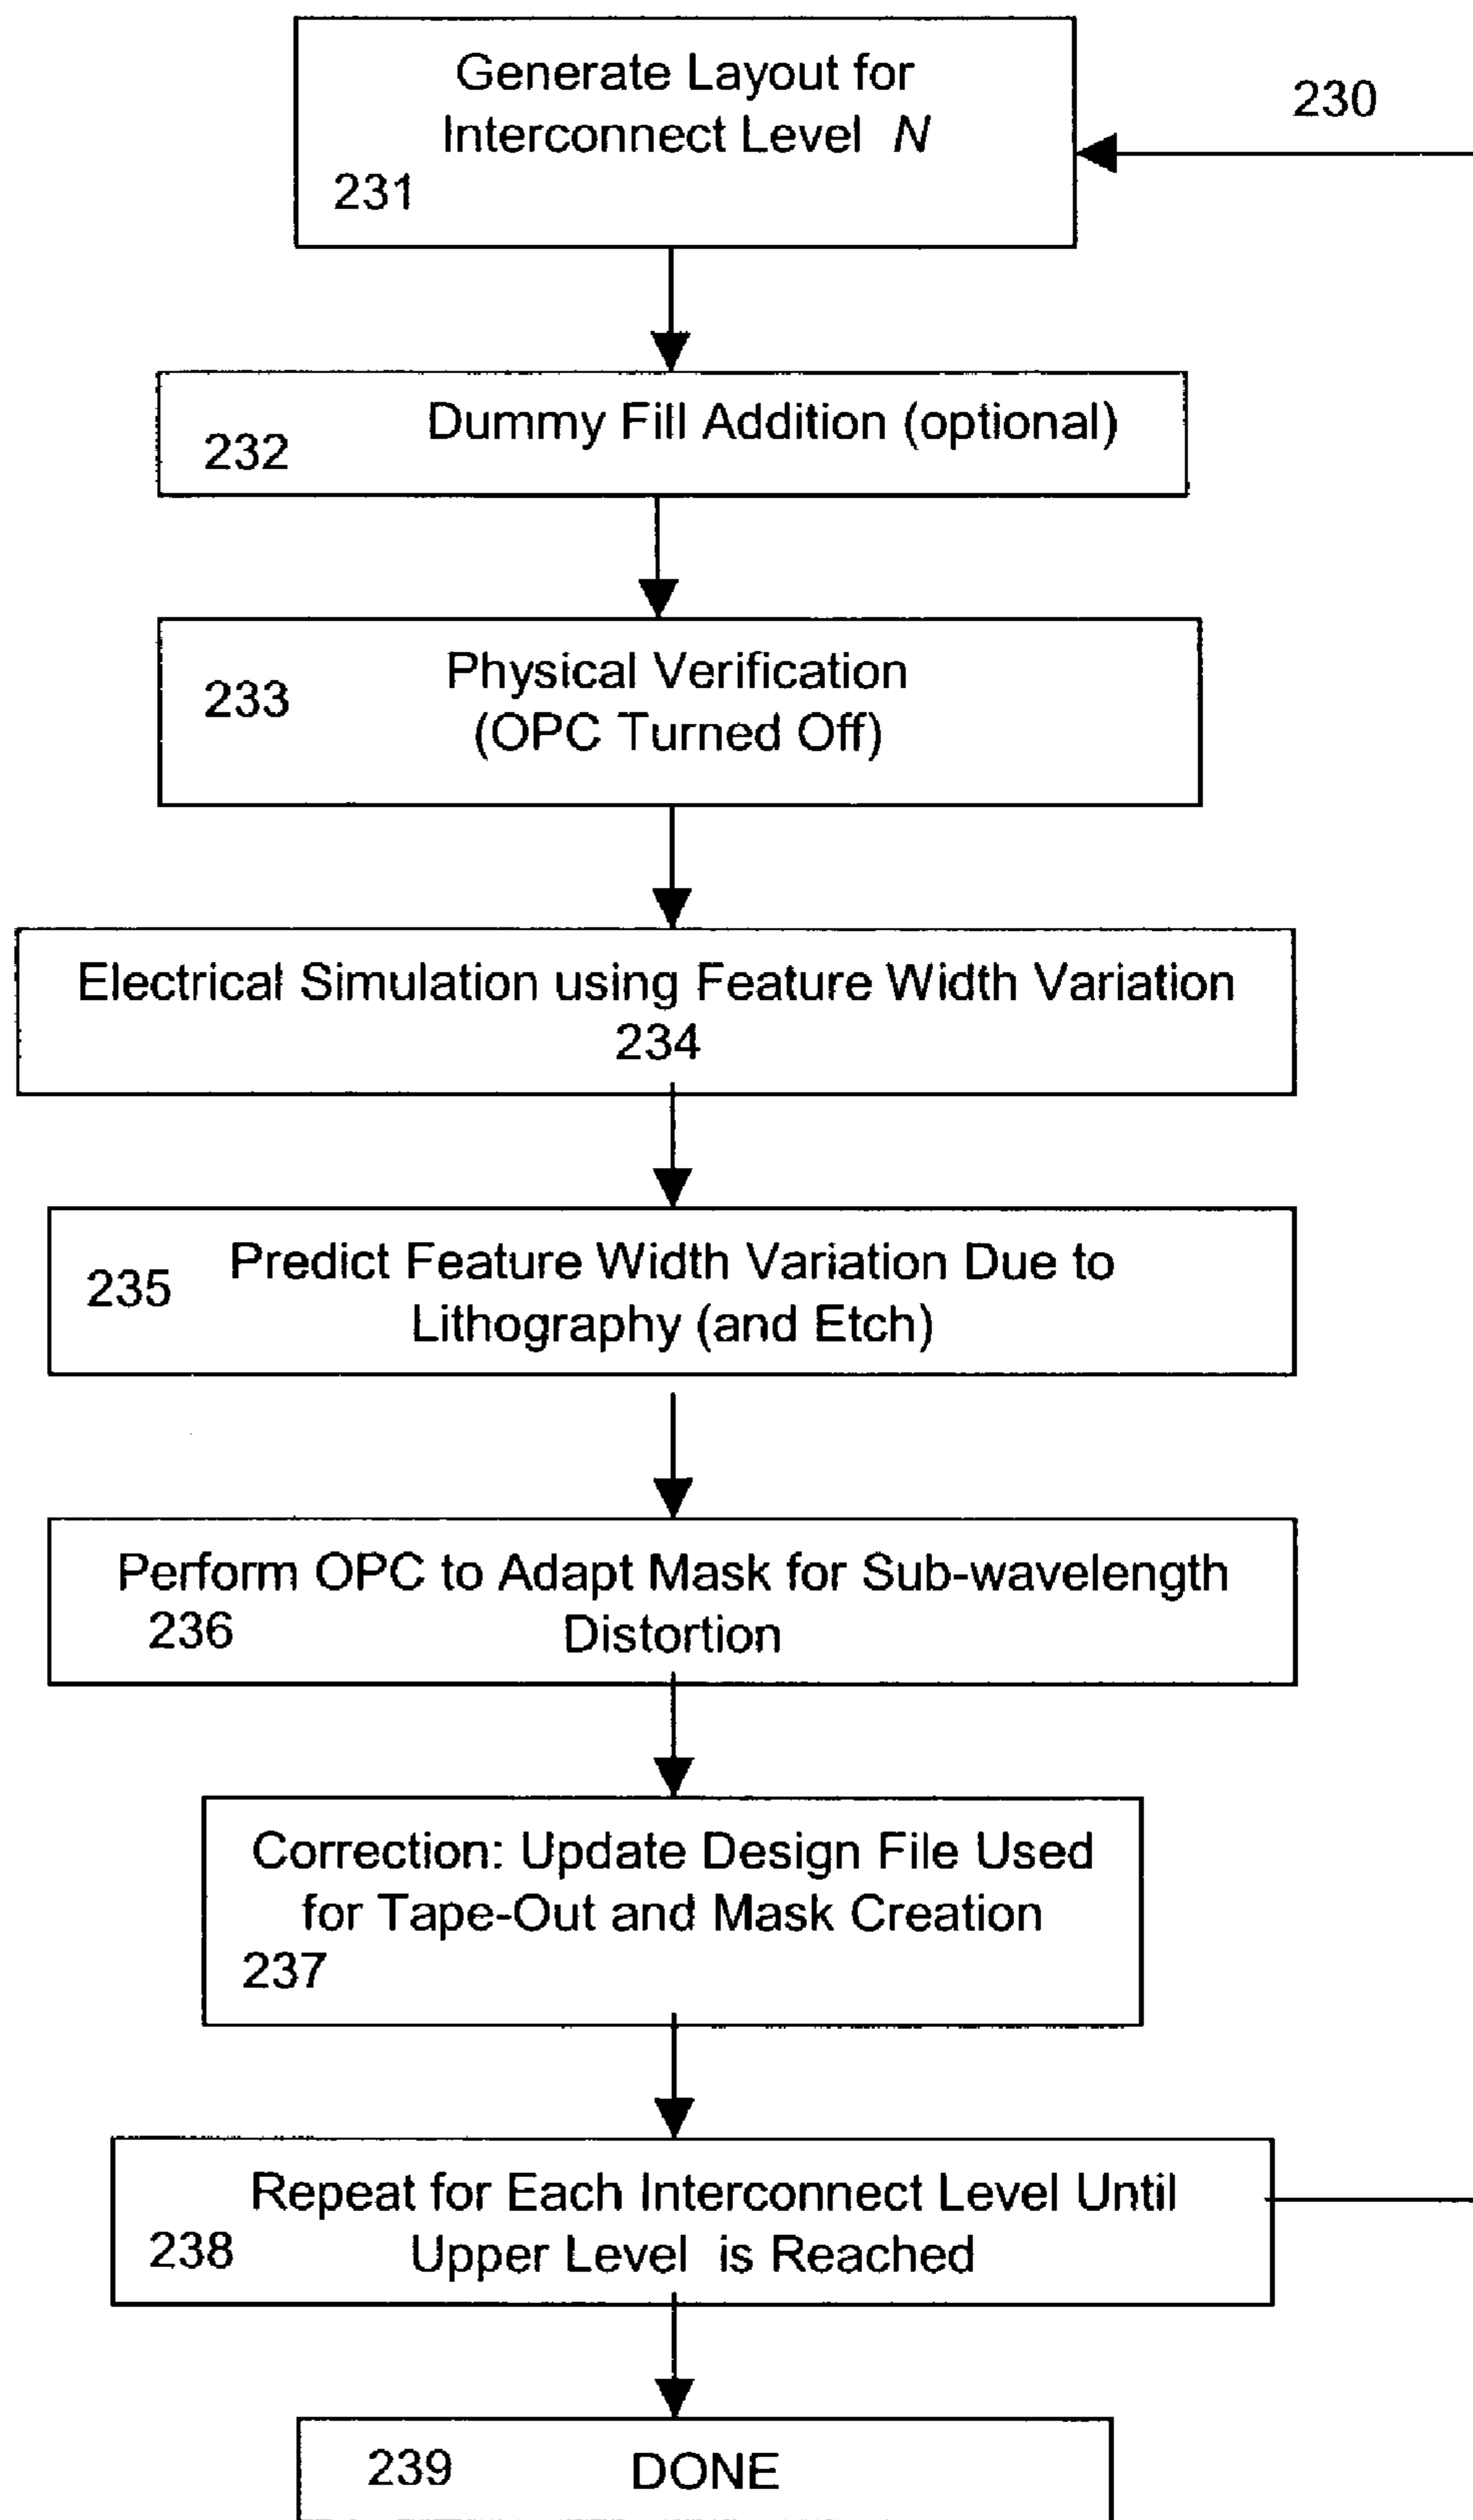 Generate Layout for
Interconnect Level N
231
230
Dummy Fill Addition (optional)
232
Physical Verification
233
(OPC Turned Off)
Electrical Simulation using Feature Width Variation
234
Predict Feature Width Variation Due to
235
Lithography (and Etch)
Perform OPC to Adapt Mask for Sub-wavelength
236 Distortion
Correction: Update Design File Used
for Tape-Out and Mask Creation
237
Repeat for Each Interconnect Level Until
238 Upper Level is Reached
239 DONE